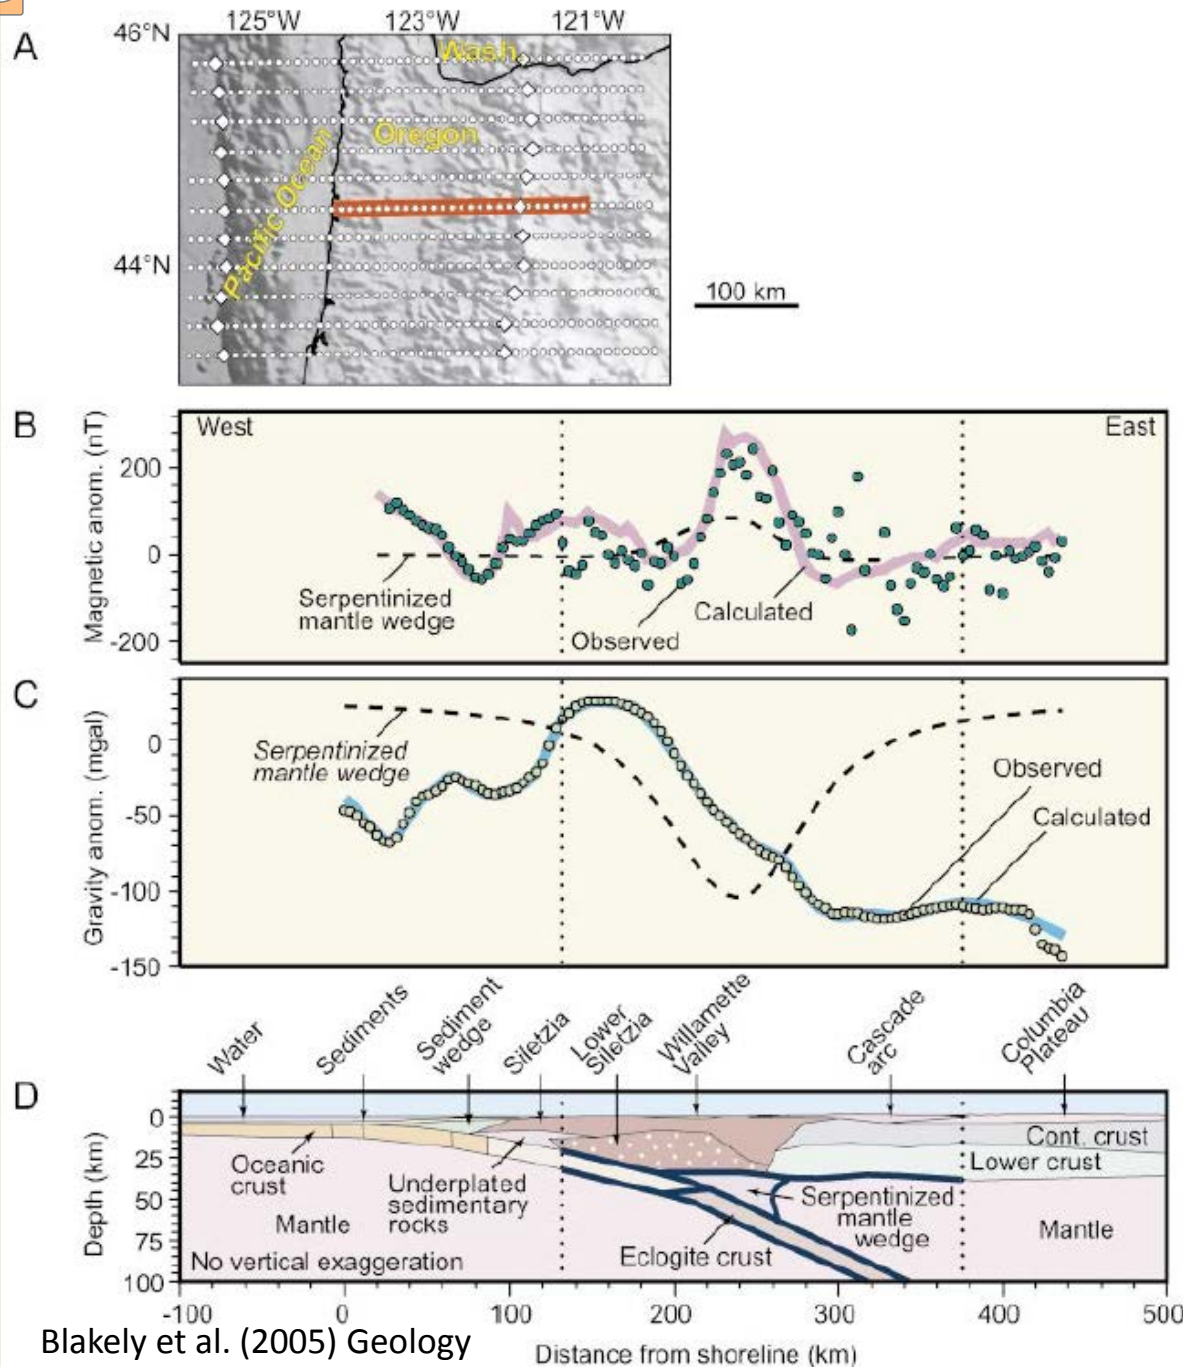 A
125°W 123°W 121°W
46°N
44°N
Wash.
Oregon
Pacific Ocean
100 km
B
Magnetic anom. (nT)
200
0
-200
West
East
Serpentinized
mantle wedge
Observed
Calculated
C
Gravity anom. (mgal)
0
-50
-100
-150
Serpentinized
mantle wedge
Observed
Calculated
Water
Sediments
Sediment
wedge
Siletzia
Lower
Siletzia
Willamette
Valley
Cascade
arc
Columbia
Plateau
D
Depth (km)
0
25
50
75
100
Oceanic
crust
Mantle
Underplated
sedimentary
rocks
No vertical exaggeration
Eclogite crust
Serpentinized
mantle
wedge
Cont. crust
Lower crust
Mantle
-100 0 100 200 300 400 500
Distance from shoreline (km)
Blakely et al. (2005) Geology